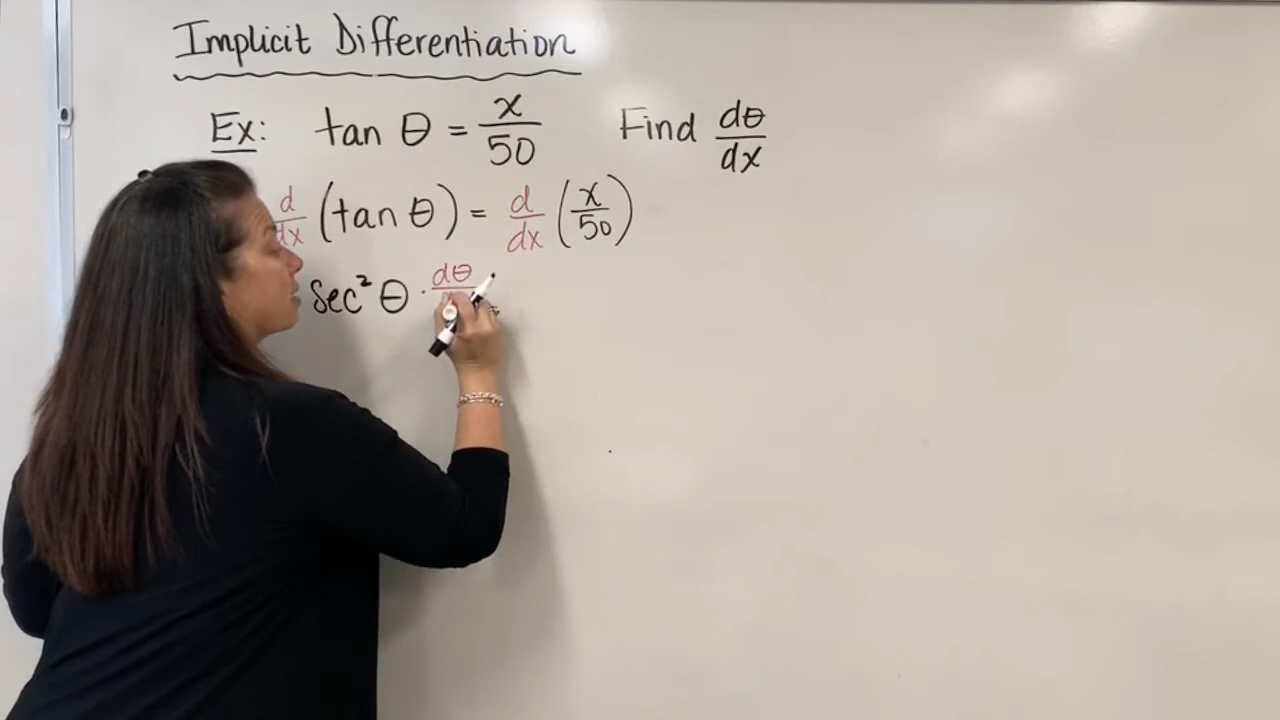 Implicit Differentiation
Ex: tan θ = x/50 Find dθ/dx
d/dx (tan θ) = d/dx (x/50)
sec² θ · dθ